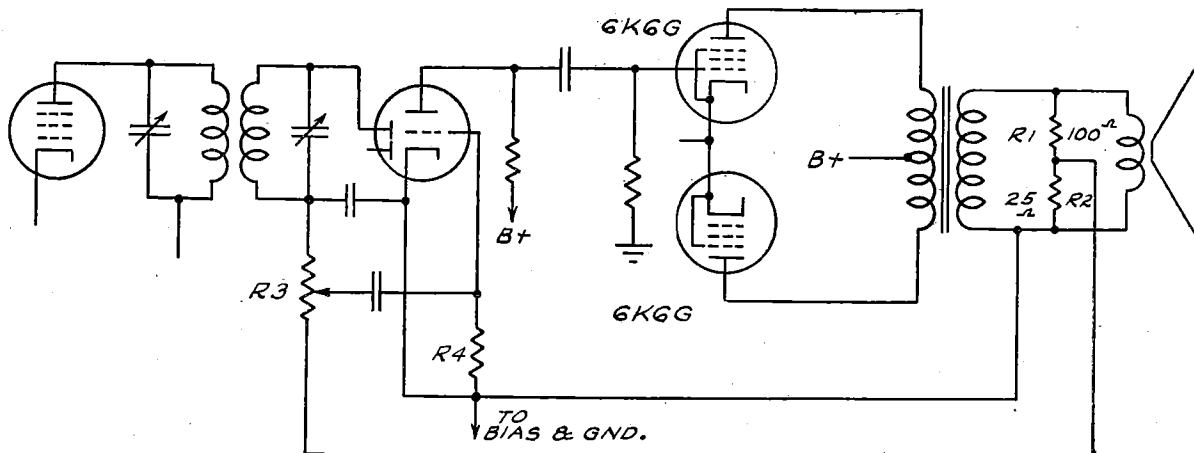 6K6G
R1
100Ω
B+
25
Ω
R2
B+
R3
6K6G
R4
TO
BIAS & GND.